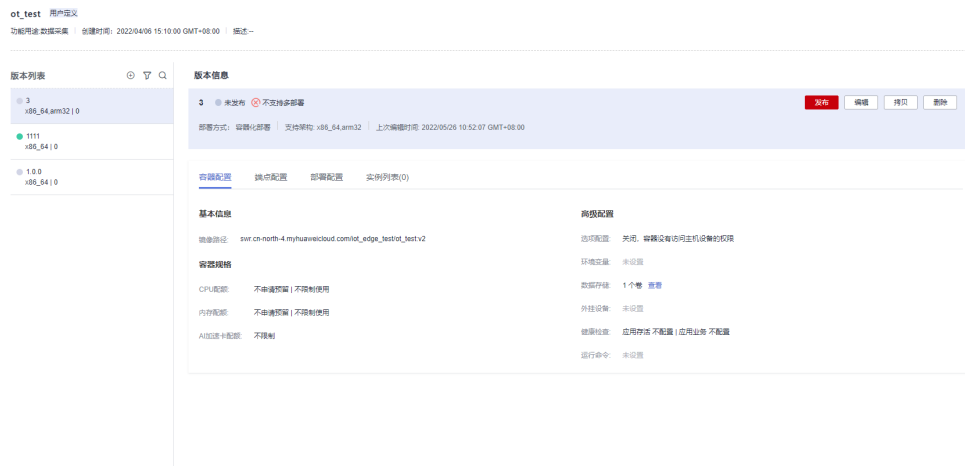 ot_test 用户定义
功能用途:数据采集 创建时间: 2022/04/06 15:10:00 GMT+08:00 描述:--
版本列表
3
x86_64,arm32 | 0
1111
x86_64 | 0
1.0.0
x86_64 | 0
版本信息
3 未发布 不支持多部署 发布 编辑 拷贝 删除
部署方式: 容器化部署 支持架构: x86_64,arm32 上次编辑时间: 2022/05/26 10:52:07 GMT+08:00
容器配置 端点配置 部署配置 实例列表(0)
基本信息
镜像路径: swr.cn-north-4.myhuaweicloud.com/iot_edge_test/ot_test:v2
容器规格
CPU配额: 不申请预留 | 不限制使用
内存配额: 不申请预留 | 不限制使用
AI加速卡配额: 不限制
高级配置
选项配置: 关闭，容器没有访问主机设备的权限
环境变量: 未设置
数据存储: 1 个卷 查看
外挂设备: 未设置
健康检查: 应用存活 不配置 | 应用业务 不配置
运行命令: 未设置